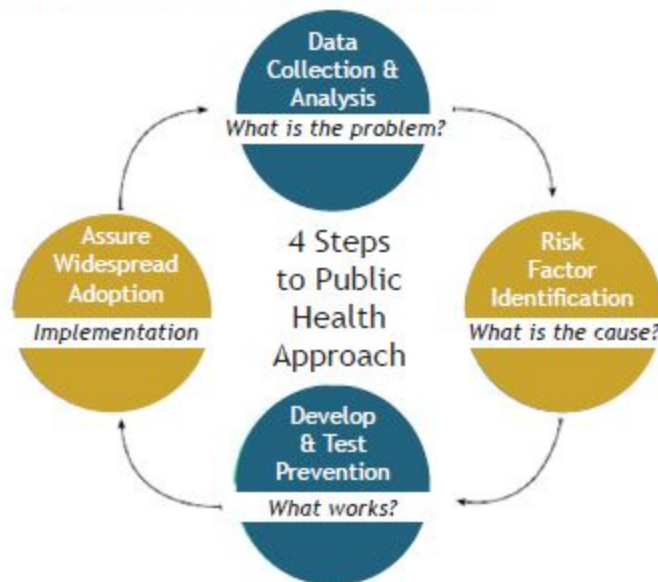 Data
Collection &
Analysis
What is the problem?
Risk
Factor
Identification
What is the cause?
Develop
& Test
Prevention
What works?
Assure
Widespread
Adoption
Implementation
4 Steps
to Public
Health
Approach